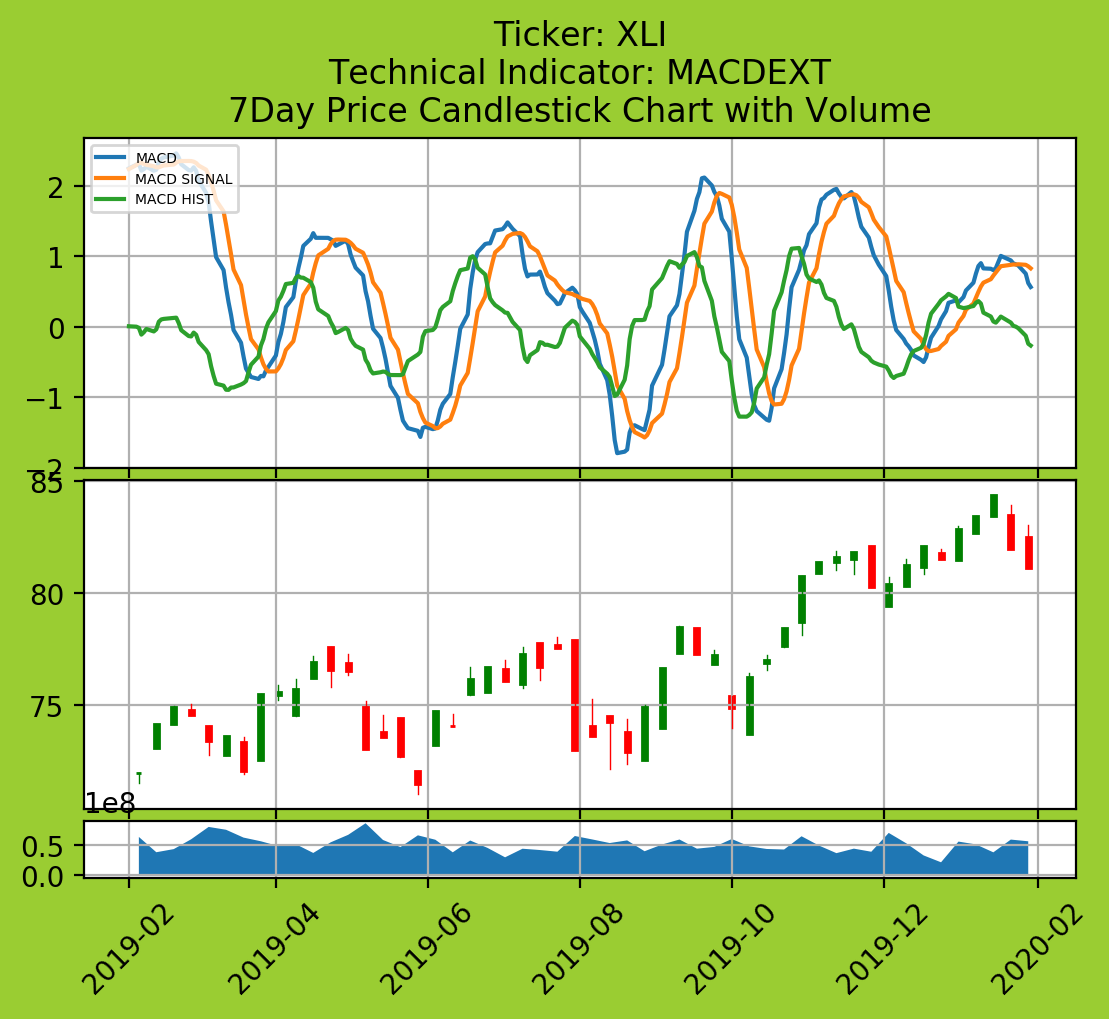 Ticker: XLI
Technical Indicator: MACDEXT
7Day Price Candlestick Chart with Volume
MACD
MACD SIGNAL
MACD HIST
2
1
0
−1
−2
85
80
75
1e8
0.5
0.0
2019-02
2019-04
2019-06
2019-08
2019-10
2019-12
2020-02